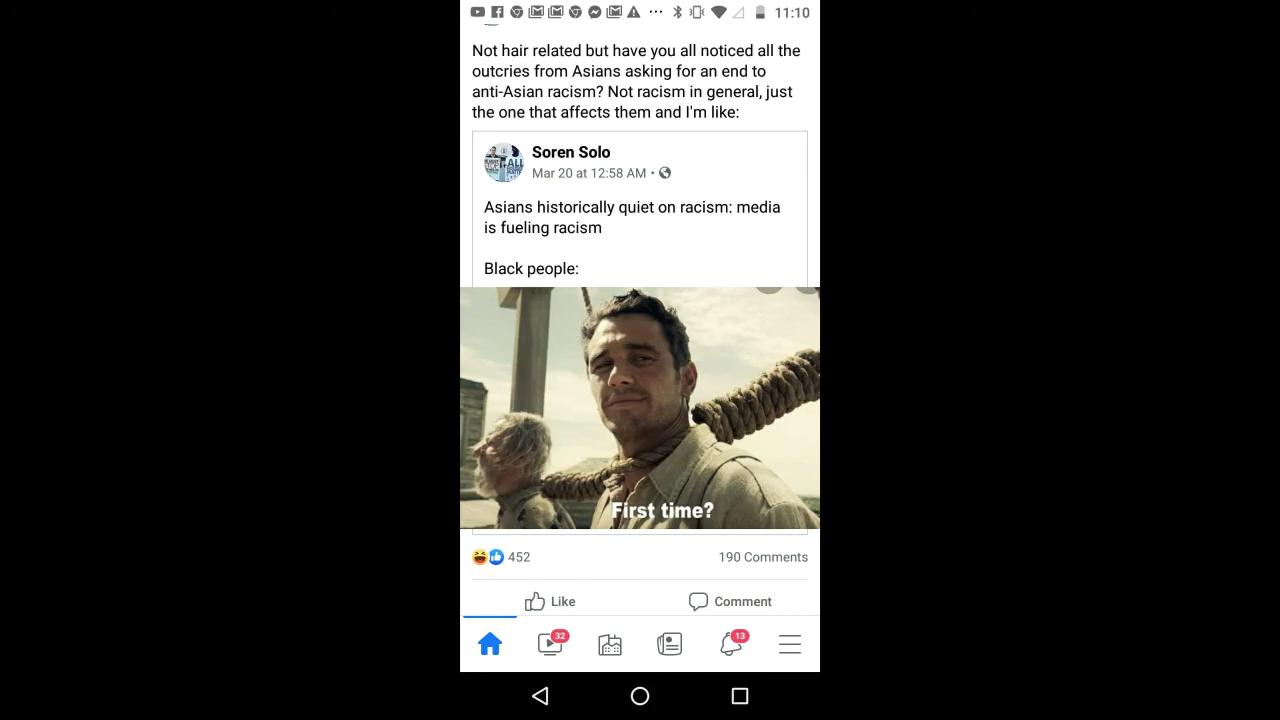 11:10
Not hair related but have you all noticed all the
outcries from Asians asking for an end to
anti-Asian racism? Not racism in general, just
the one that affects them and I'm like:
Soren Solo
Mar 20 at 12:58 AM •
Asians historically quiet on racism: media
is fueling racism
Black people:
First time?
452
190 Comments
Like
Comment
32
13